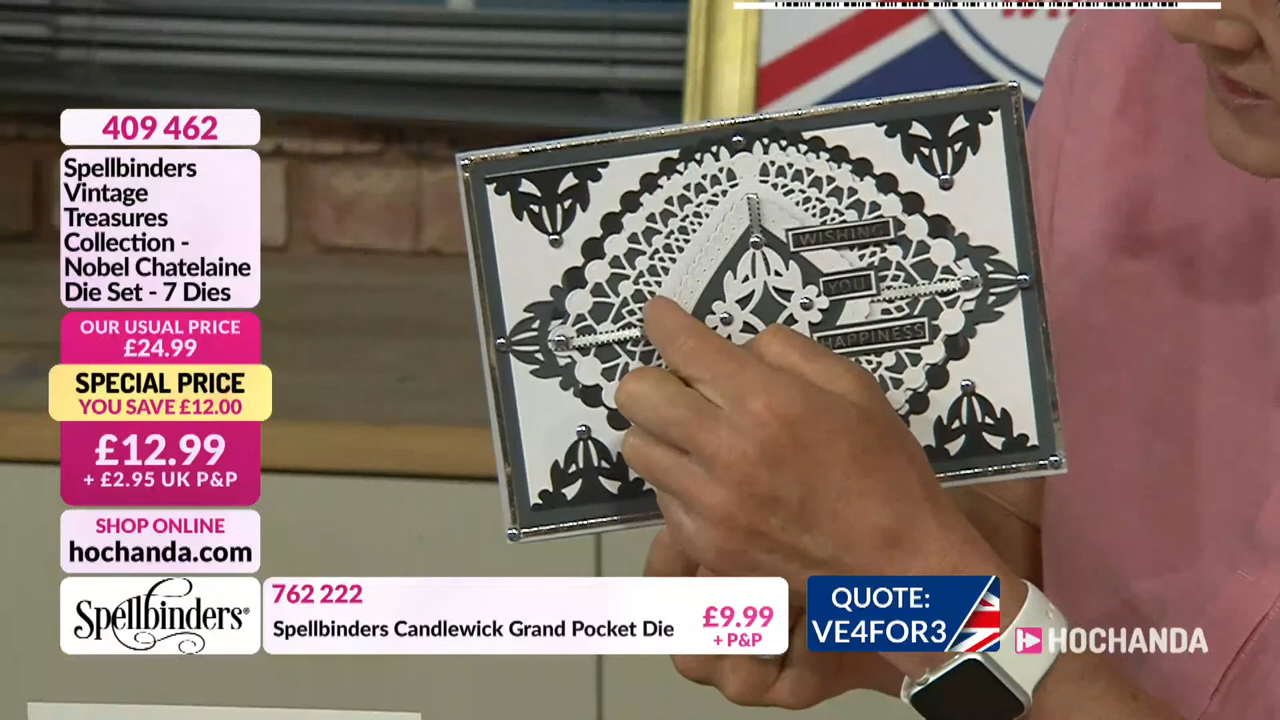 409 462
Spellbinders
Vintage
Treasures
Collection -
Nobel Chatelaine
Die Set - 7 Dies
OUR USUAL PRICE
£24.99
SPECIAL PRICE
YOU SAVE £12.00
£12.99
+ £2.95 UK P&P
SHOP ONLINE
hochanda.com
WISHING
YOU
HAPPINESS
Spellbinders®
762 222
Spellbinders Candlewick Grand Pocket Die
£9.99
+ P&P
QUOTE:
VE4FOR3
HOCHANDA